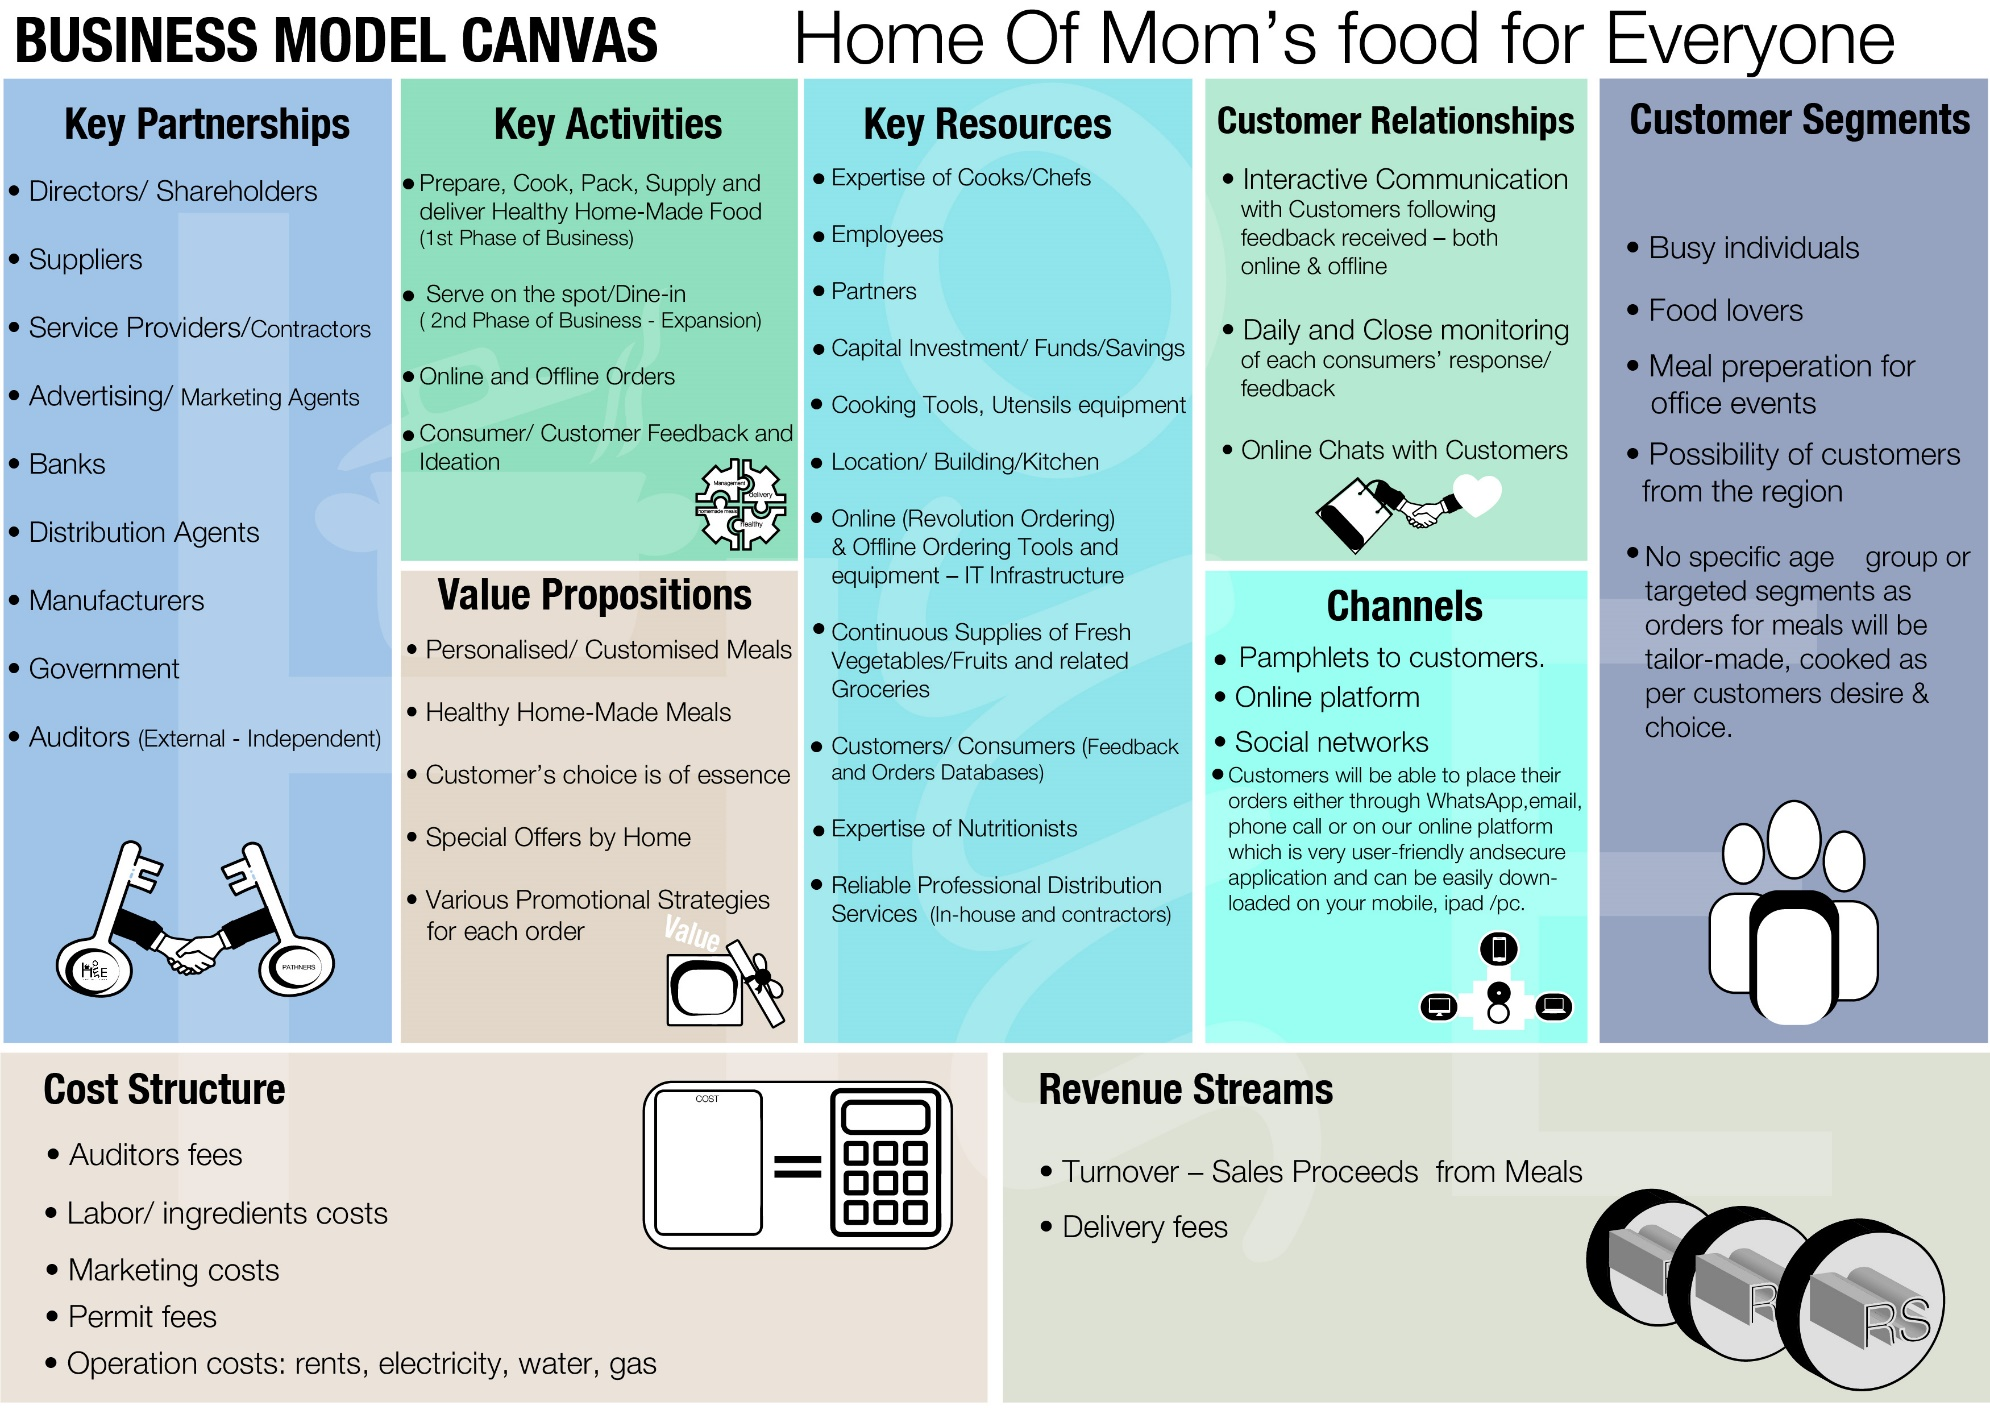 BUSINESS MODEL CANVAS
Home Of Mom's food for Everyone
Key Partnerships
• Directors/ Shareholders
• Suppliers
• Service Providers/Contractors
• Advertising/ Marketing Agents
• Banks
• Distribution Agents
• Manufacturers
• Government
• Auditors (External - Independent)
PATHNERS
Key Activities
• Prepare, Cook, Pack, Supply and
deliver Healthy Home-Made Food
(1st Phase of Business)
• Serve on the spot/Dine-in
( 2nd Phase of Business - Expansion)
• Online and Offline Orders
• Consumer/ Customer Feedback and
Ideation
Management
delivery
homemade meals
healthy
Value Propositions
• Personalised/ Customised Meals
• Healthy Home-Made Meals
• Customer's choice is of essence
• Special Offers by Home
• Various Promotional Strategies
for each order
Value
Key Resources
• Expertise of Cooks/Chefs
• Employees
• Partners
• Capital Investment/ Funds/Savings
• Cooking Tools, Utensils equipment
• Location/ Building/Kitchen
• Online (Revolution Ordering)
& Offline Ordering Tools and
equipment – IT Infrastructure
• Continuous Supplies of Fresh
Vegetables/Fruits and related
Groceries
• Customers/ Consumers (Feedback
and Orders Databases)
• Expertise of Nutritionists
• Reliable Professional Distribution
Services (In-house and contractors)
Customer Relationships
• Interactive Communication
with Customers following
feedback received – both
online & offline
• Daily and Close monitoring
of each consumers' response/
feedback
• Online Chats with Customers
Channels
• Pamphlets to customers.
• Online platform
• Social networks
• Customers will be able to place their
orders either through WhatsApp,email,
phone call or on our online platform
which is very user-friendly andsecure
application and can be easily down-
loaded on your mobile, ipad /pc.
Customer Segments
• Busy individuals
• Food lovers
• Meal preperation for
office events
• Possibility of customers
from the region
• No specific age group or
targeted segments as
orders for meals will be
tailor-made, cooked as
per customers desire &
choice.
Cost Structure
• Auditors fees
• Labor/ ingredients costs
• Marketing costs
• Permit fees
• Operation costs: rents, electricity, water, gas
COST
=
Revenue Streams
• Turnover – Sales Proceeds from Meals
• Delivery fees
RS